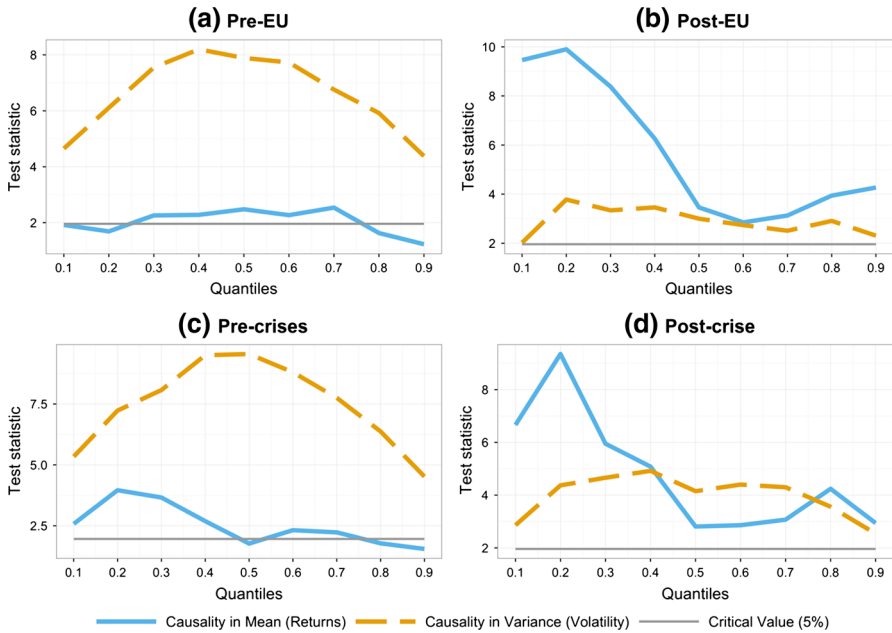 (a) Pre-EU
Test statistic
8
6
4
2
0.1 0.2 0.3 0.4 0.5 0.6 0.7 0.8 0.9
Quantiles
(b) Post-EU
Test statistic
10
8
6
4
2
0.1 0.2 0.3 0.4 0.5 0.6 0.7 0.8 0.9
Quantiles
(c) Pre-crises
Test statistic
7.5
5.0
2.5
0.1 0.2 0.3 0.4 0.5 0.6 0.7 0.8 0.9
Quantiles
(d) Post-crise
Test statistic
8
6
4
2
0.1 0.2 0.3 0.4 0.5 0.6 0.7 0.8 0.9
Quantiles
Causality in Mean (Returns) Causality in Variance (Volatility) Critical Value (5%)